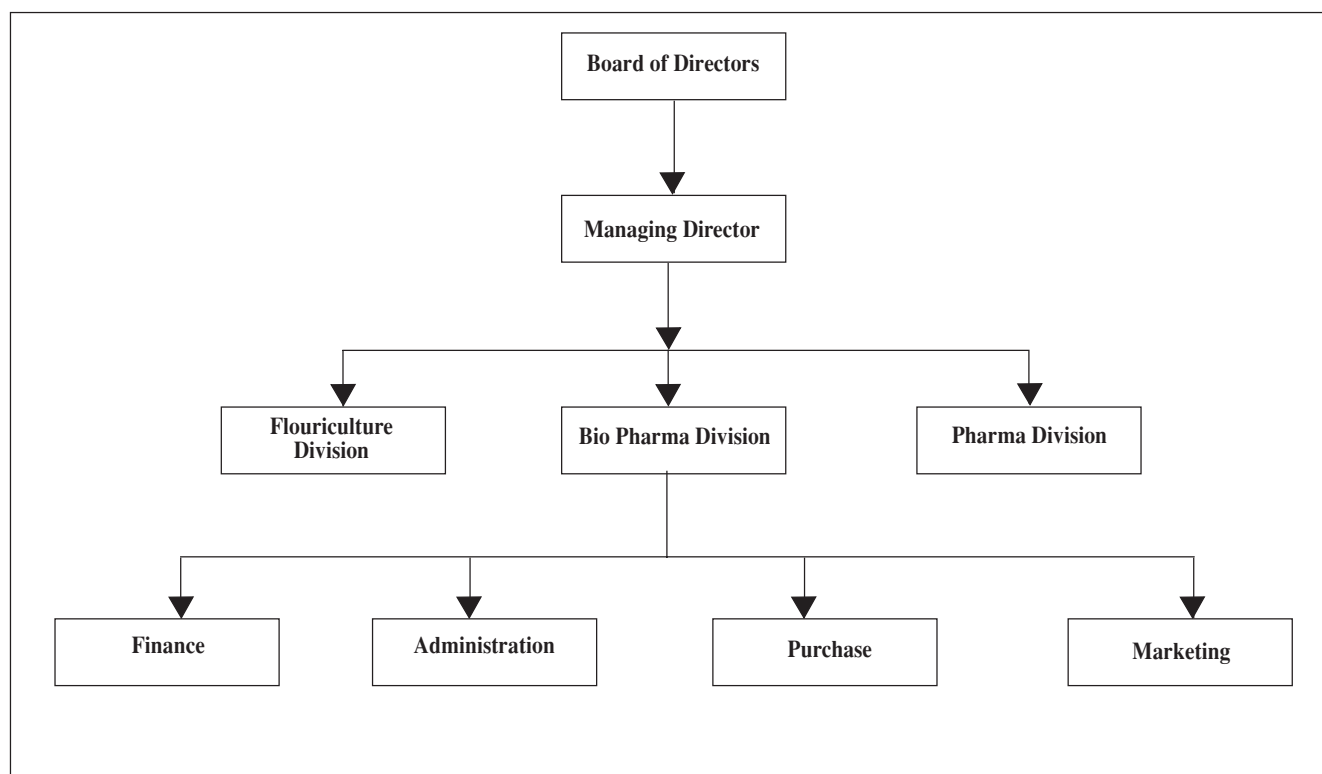 Board of Directors
Managing Director
Flouriculture
Division
Bio Pharma Division
Pharma Division
Finance
Administration
Purchase
Marketing